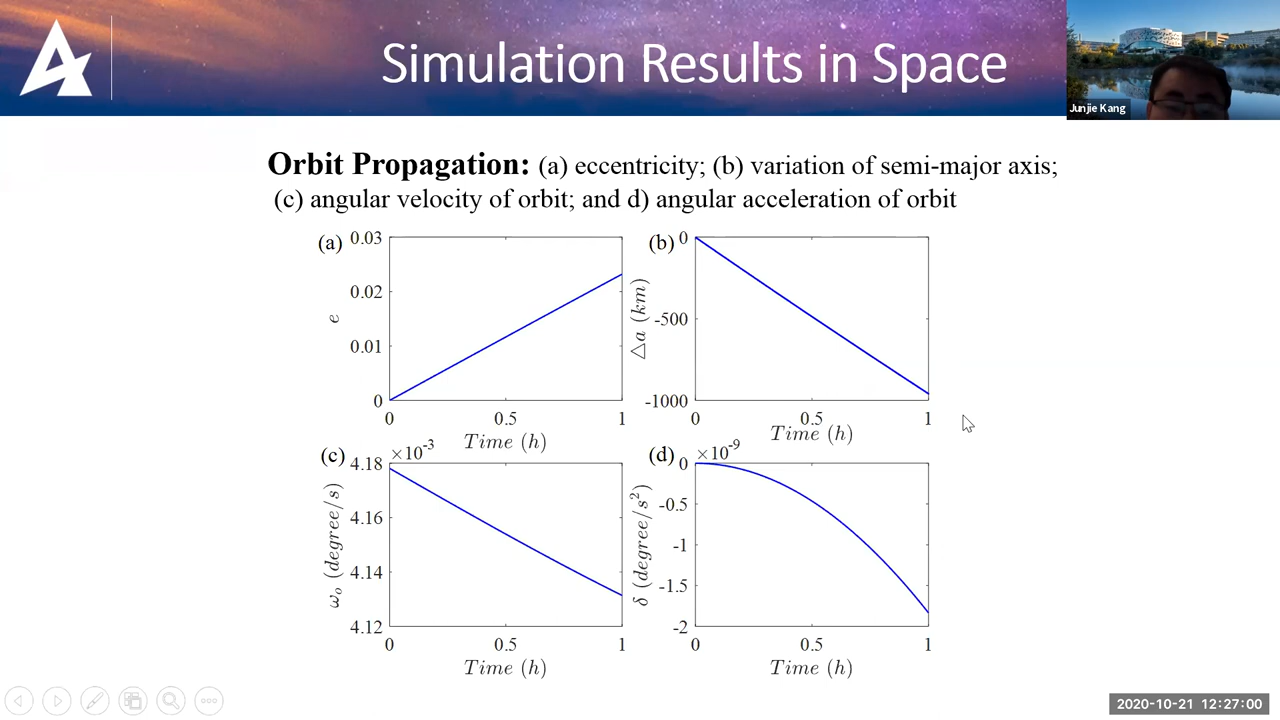 Simulation Results in Space
Junjie Kang
Orbit Propagation: (a) eccentricity; (b) variation of semi-major axis;
(c) angular velocity of orbit; and d) angular acceleration of orbit
(a)
0.03
0.02
0.01
0
e
0 0.5 1
Time (h)
(b)
0
-500
-1000
△a (km)
0 0.5 1
Time (h)
(c)
×10-3
4.18
4.16
4.14
4.12
ωo (degree/s)
0 0.5 1
Time (h)
(d)
×10-9
0
-0.5
-1
-1.5
-2
δ (degree/s2)
0 0.5 1
Time (h)
2020-10-21 12:27:00